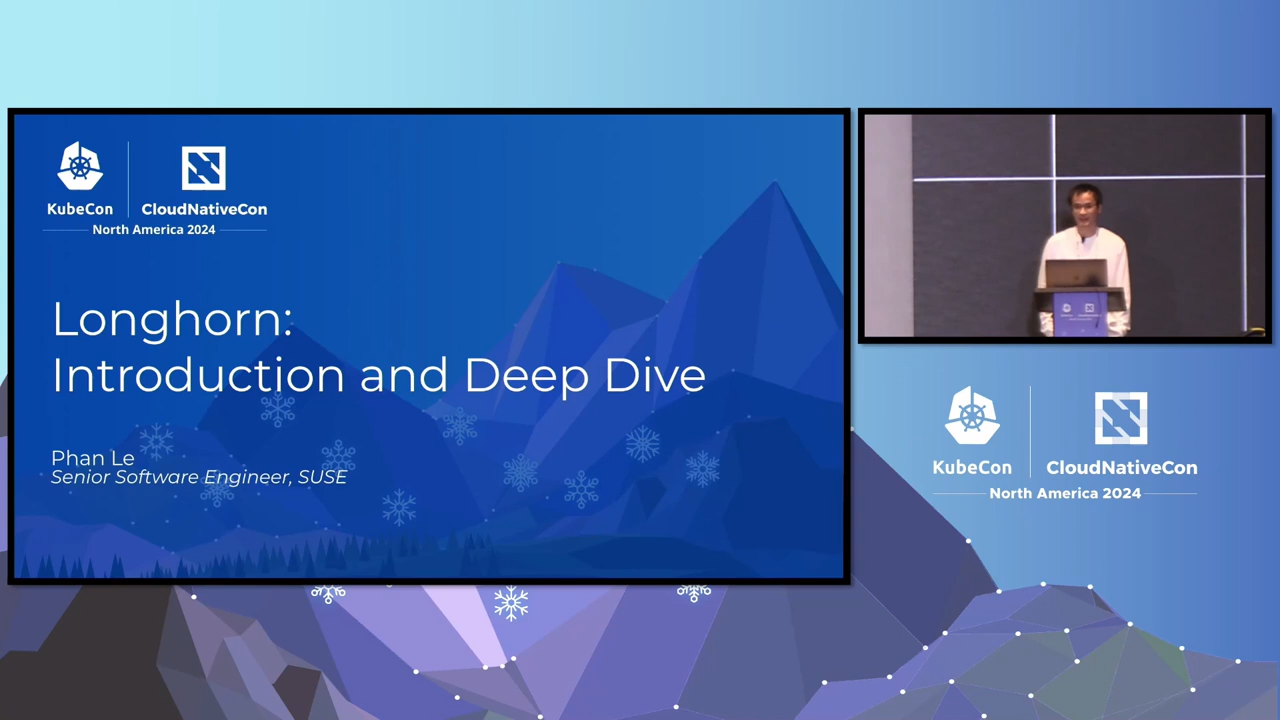 KubeCon
CloudNativeCon
North America 2024
Longhorn:
Introduction and Deep Dive
Phan Le
Senior Software Engineer, SUSE
KubeCon
CloudNativeCon
North America 2024